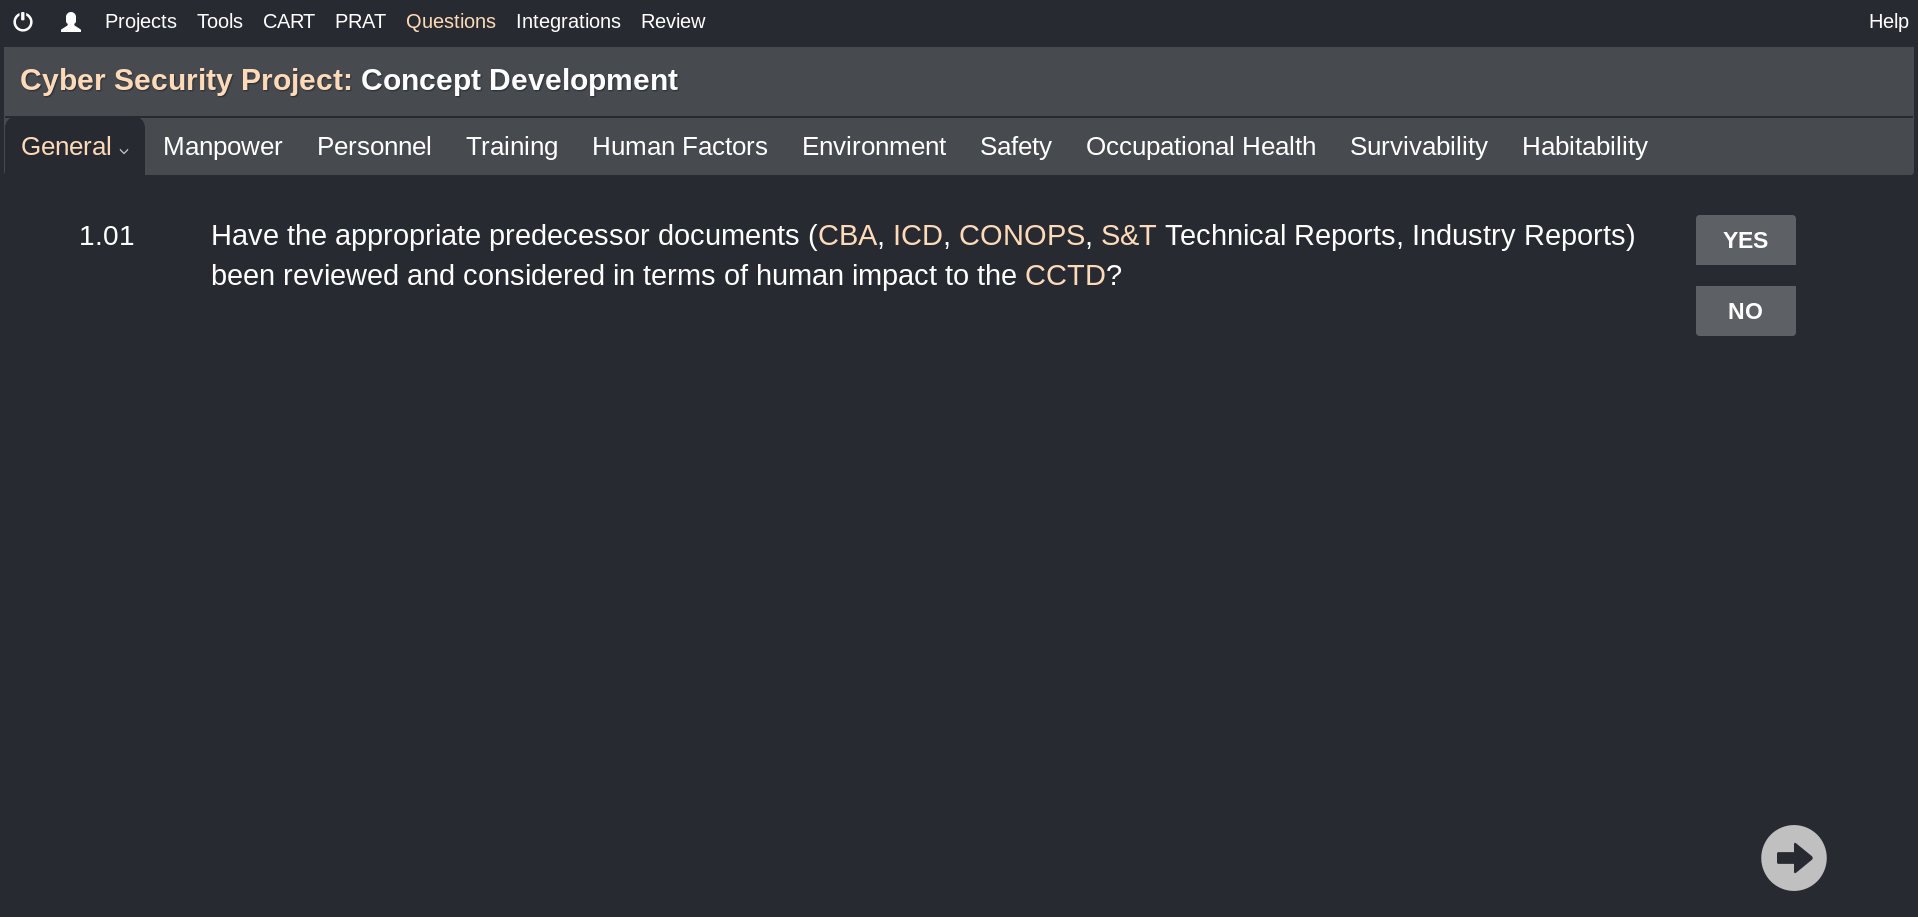 Projects Tools CART PRAT Questions Integrations Review Help
Cyber Security Project: Concept Development
General Manpower Personnel Training Human Factors Environment Safety Occupational Health Survivability Habitability
1.01 Have the appropriate predecessor documents (CBA, ICD, CONOPS, S&T Technical Reports, Industry Reports) YES
been reviewed and considered in terms of human impact to the CCTD?
NO